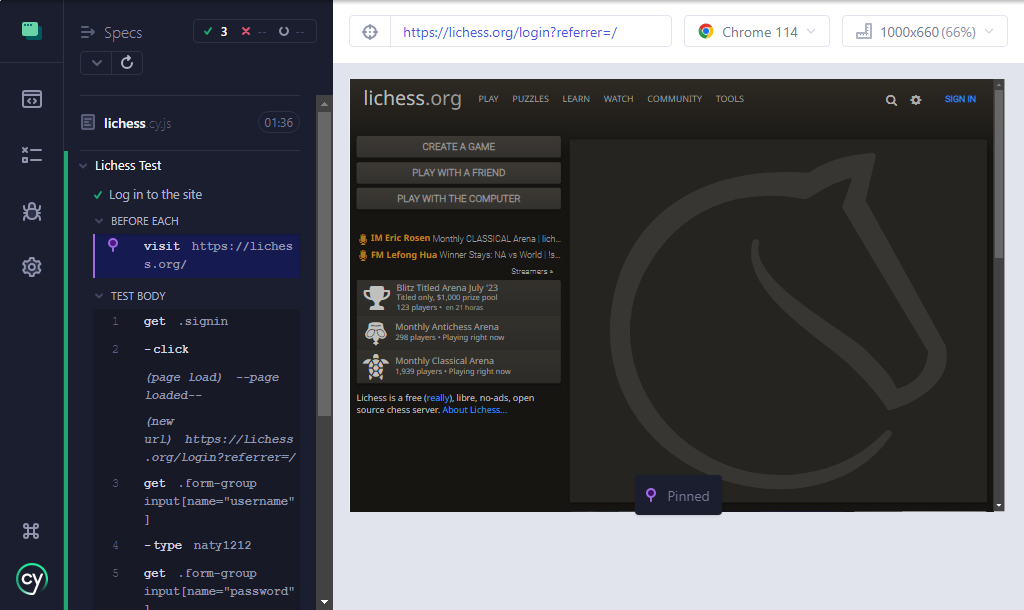 Specs
3
--
--
lichess.cy.js
01:36
Lichess Test
Log in to the site
BEFORE EACH
visit https://liches
s.org/
TEST BODY
1 get .signin
2 -click
(page load) --page
loaded--
(new
url) https://lichess
.org/login?referrer=/
3 get .form-group
input[name="username"
]
4 -type naty1212
5 get .form-group
input[name="password"
]
cy
https://lichess.org/login?referrer=/
Chrome 114
1000x660 (66%)
lichess.org
PLAY
PUZZLES
LEARN
WATCH
COMMUNITY
TOOLS
SIGN IN
CREATE A GAME
PLAY WITH A FRIEND
PLAY WITH THE COMPUTER
IM Eric Rosen Monthly CLASSICAL Arena | lich...
FM Lefong Hua Winner Stays: NA vs World | !s...
Streamers »
Blitz Titled Arena July '23
Titled only, $1,000 prize pool
123 players • en 21 horas
Monthly Antichess Arena
298 players • Playing right now
Monthly Classical Arena
1,939 players • Playing right now
Lichess is a free (really), libre, no-ads, open
source chess server. About Lichess...
Pinned